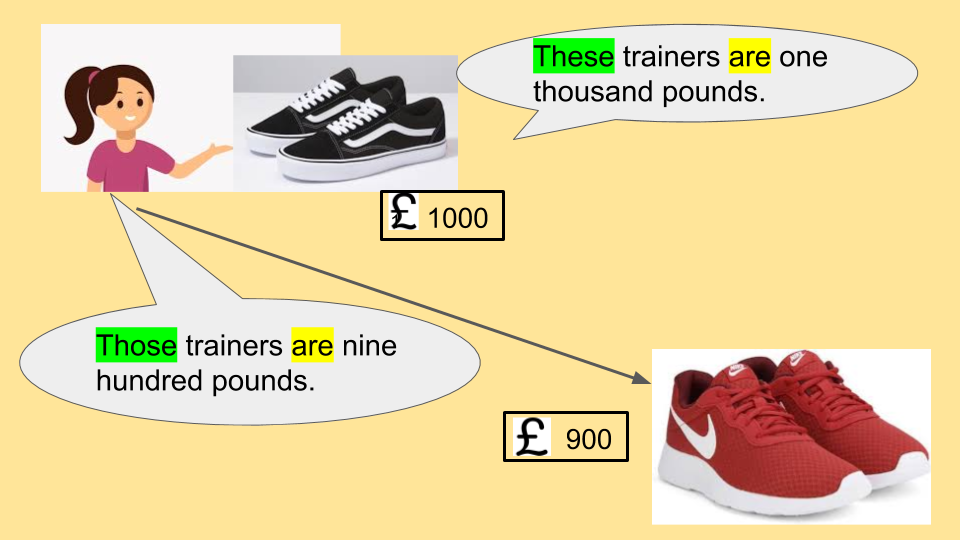 These trainers are one
thousand pounds.
£ 1000
Those trainers are nine
hundred pounds.
£ 900